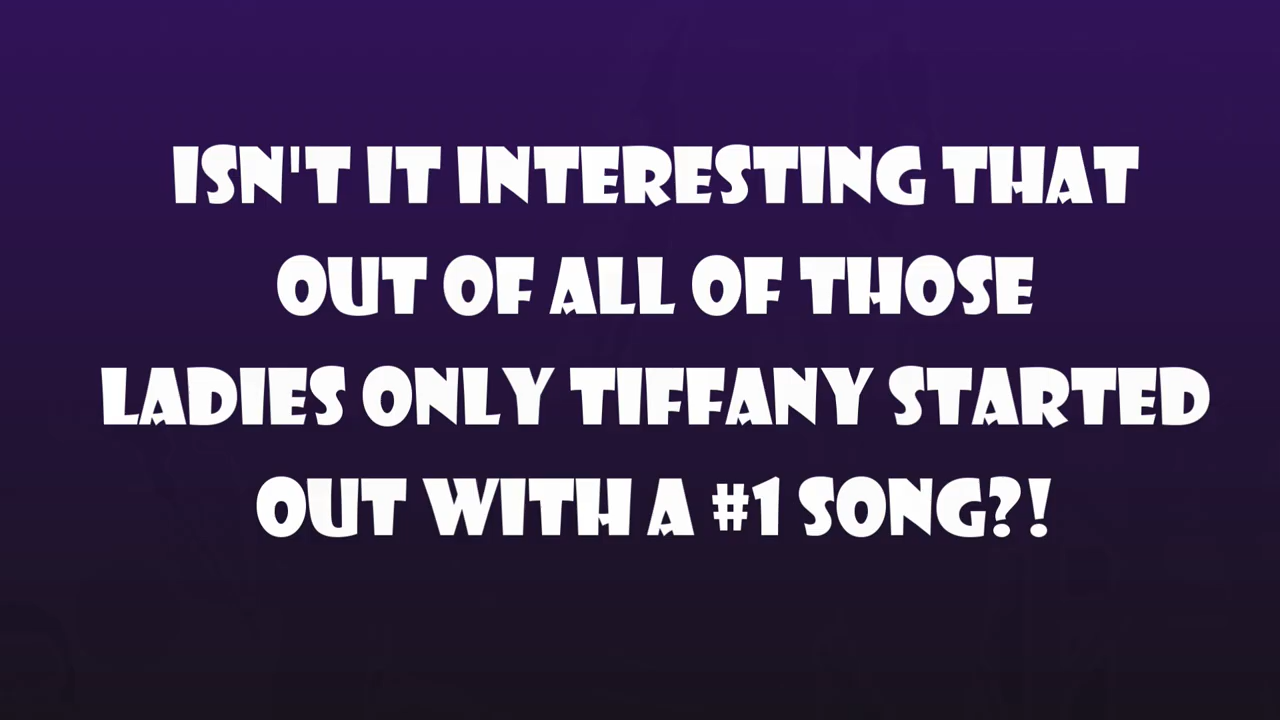 ISN'T IT INTERESTING THAT
OUT OF ALL OF THOSE
LADIES ONLY TIFFANY STARTED
OUT WITH A #1 SONG?!